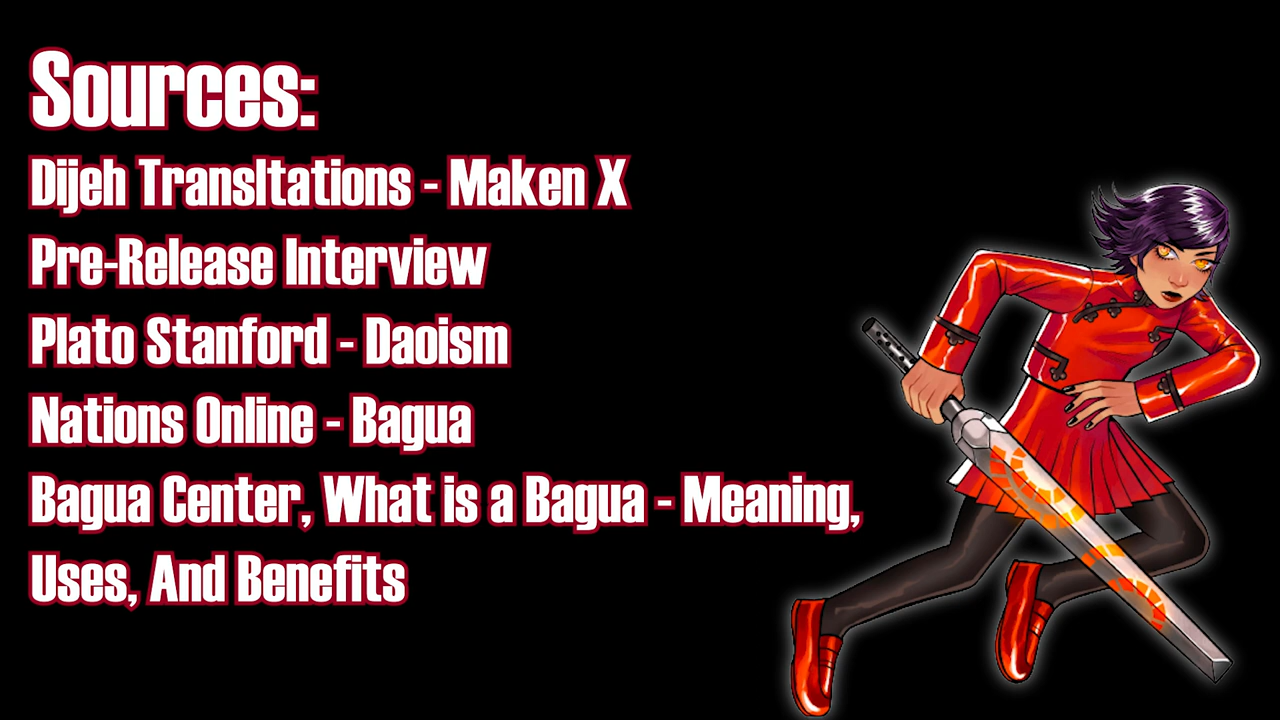 Sources:
Dijeh Transltations - Maken X
Pre-Release Interview
Plato Stanford - Daoism
Nations Online - Bagua
Bagua Center, What is a Bagua - Meaning,
Uses, And Benefits